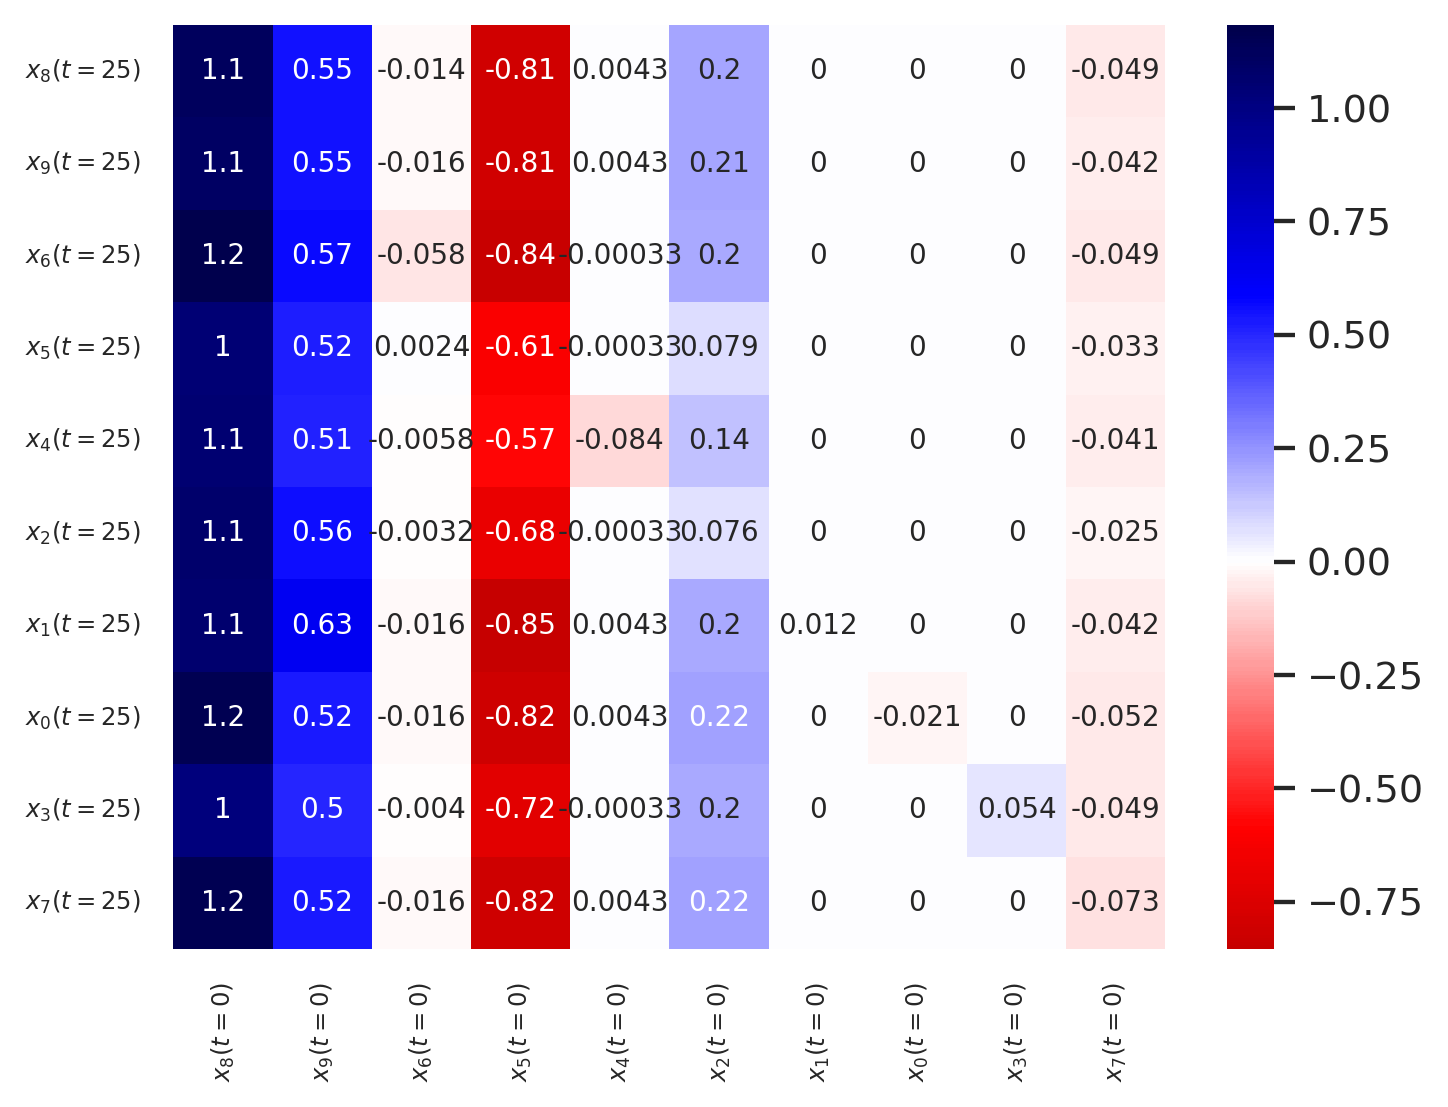 x₈(t = 25) 1.1 0.55 -0.014 -0.81 0.0043 0.2 0 0 0 -0.049
x₉(t = 25) 1.1 0.55 -0.016 -0.81 0.0043 0.21 0 0 0 -0.042
x₆(t = 25) 1.2 0.57 -0.058 -0.84 -0.00033 0.2 0 0 0 -0.049
x₅(t = 25) 1 0.52 0.0024 -0.61 -0.00033 0.079 0 0 0 -0.033
x₄(t = 25) 1.1 0.51 -0.0058 -0.57 -0.084 0.14 0 0 0 -0.041
x₂(t = 25) 1.1 0.56 -0.0032 -0.68 -0.00033 0.076 0 0 0 -0.025
x₁(t = 25) 1.1 0.63 -0.016 -0.85 0.0043 0.2 0.012 0 0 -0.042
x₀(t = 25) 1.2 0.52 -0.016 -0.82 0.0043 0.22 0 -0.021 0 -0.052
x₃(t = 25) 1 0.5 -0.004 -0.72 -0.00033 0.2 0 0 0.054 -0.049
x₇(t = 25) 1.2 0.52 -0.016 -0.82 0.0043 0.22 0 0 0 -0.073
x₈(t = 0) x₉(t = 0) x₆(t = 0) x₅(t = 0) x₄(t = 0) x₂(t = 0) x₁(t = 0) x₀(t = 0) x₃(t = 0) x₇(t = 0)
1.00
0.75
0.50
0.25
0.00
−0.25
−0.50
−0.75